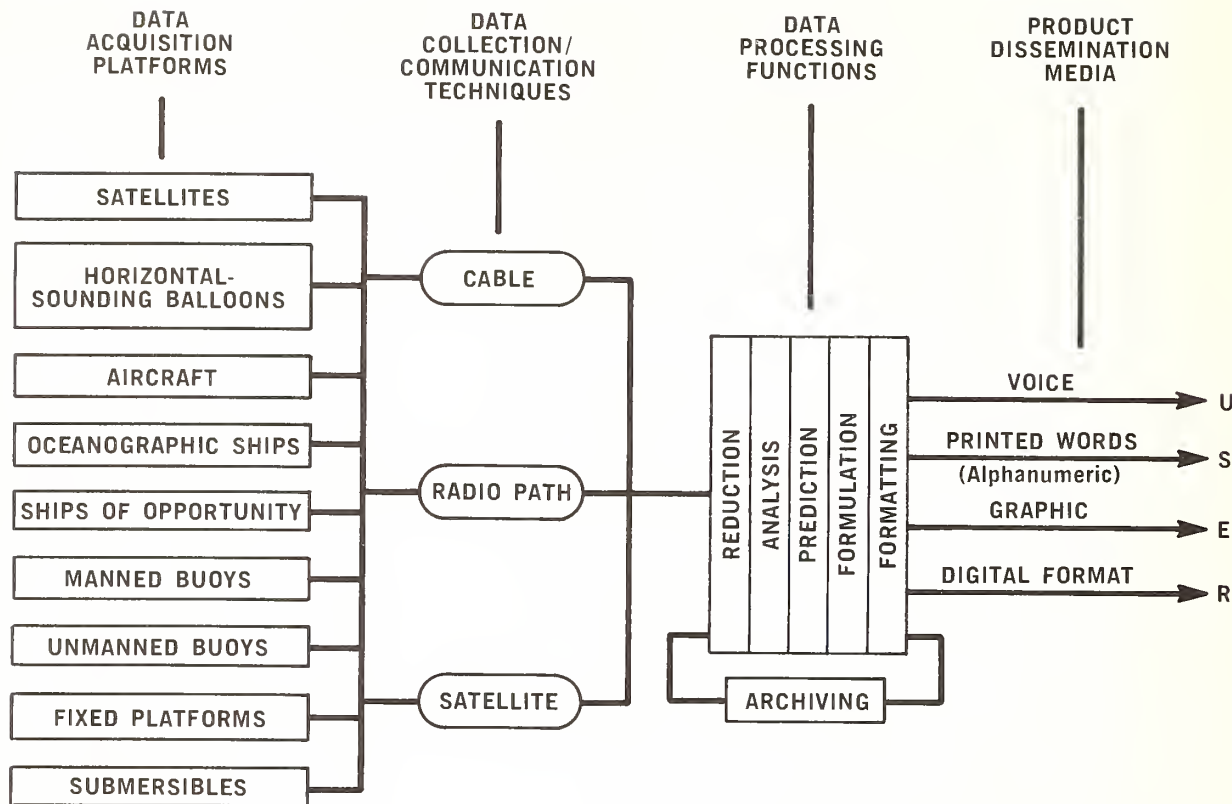 DATA
ACQUISITION
PLATFORMS
DATA
COLLECTION/
COMMUNICATION
TECHNIQUES
DATA
PROCESSING
FUNCTIONS
PRODUCT
DISSEMINATION
MEDIA
SATELLITES
HORIZONTAL-
SOUNDING BALLOONS
AIRCRAFT
OCEANOGRAPHIC SHIPS
SHIPS OF OPPORTUNITY
MANNED BUOYS
UNMANNED BUOYS
FIXED PLATFORMS
SUBMERSIBLES
CABLE
RADIO PATH
SATELLITE
REDUCTION
ANALYSIS
PREDICTION
FORMULATION
FORMATTING
ARCHIVING
VOICE
PRINTED WORDS
(Alphanumeric)
GRAPHIC
DIGITAL FORMAT
U
S
E
R